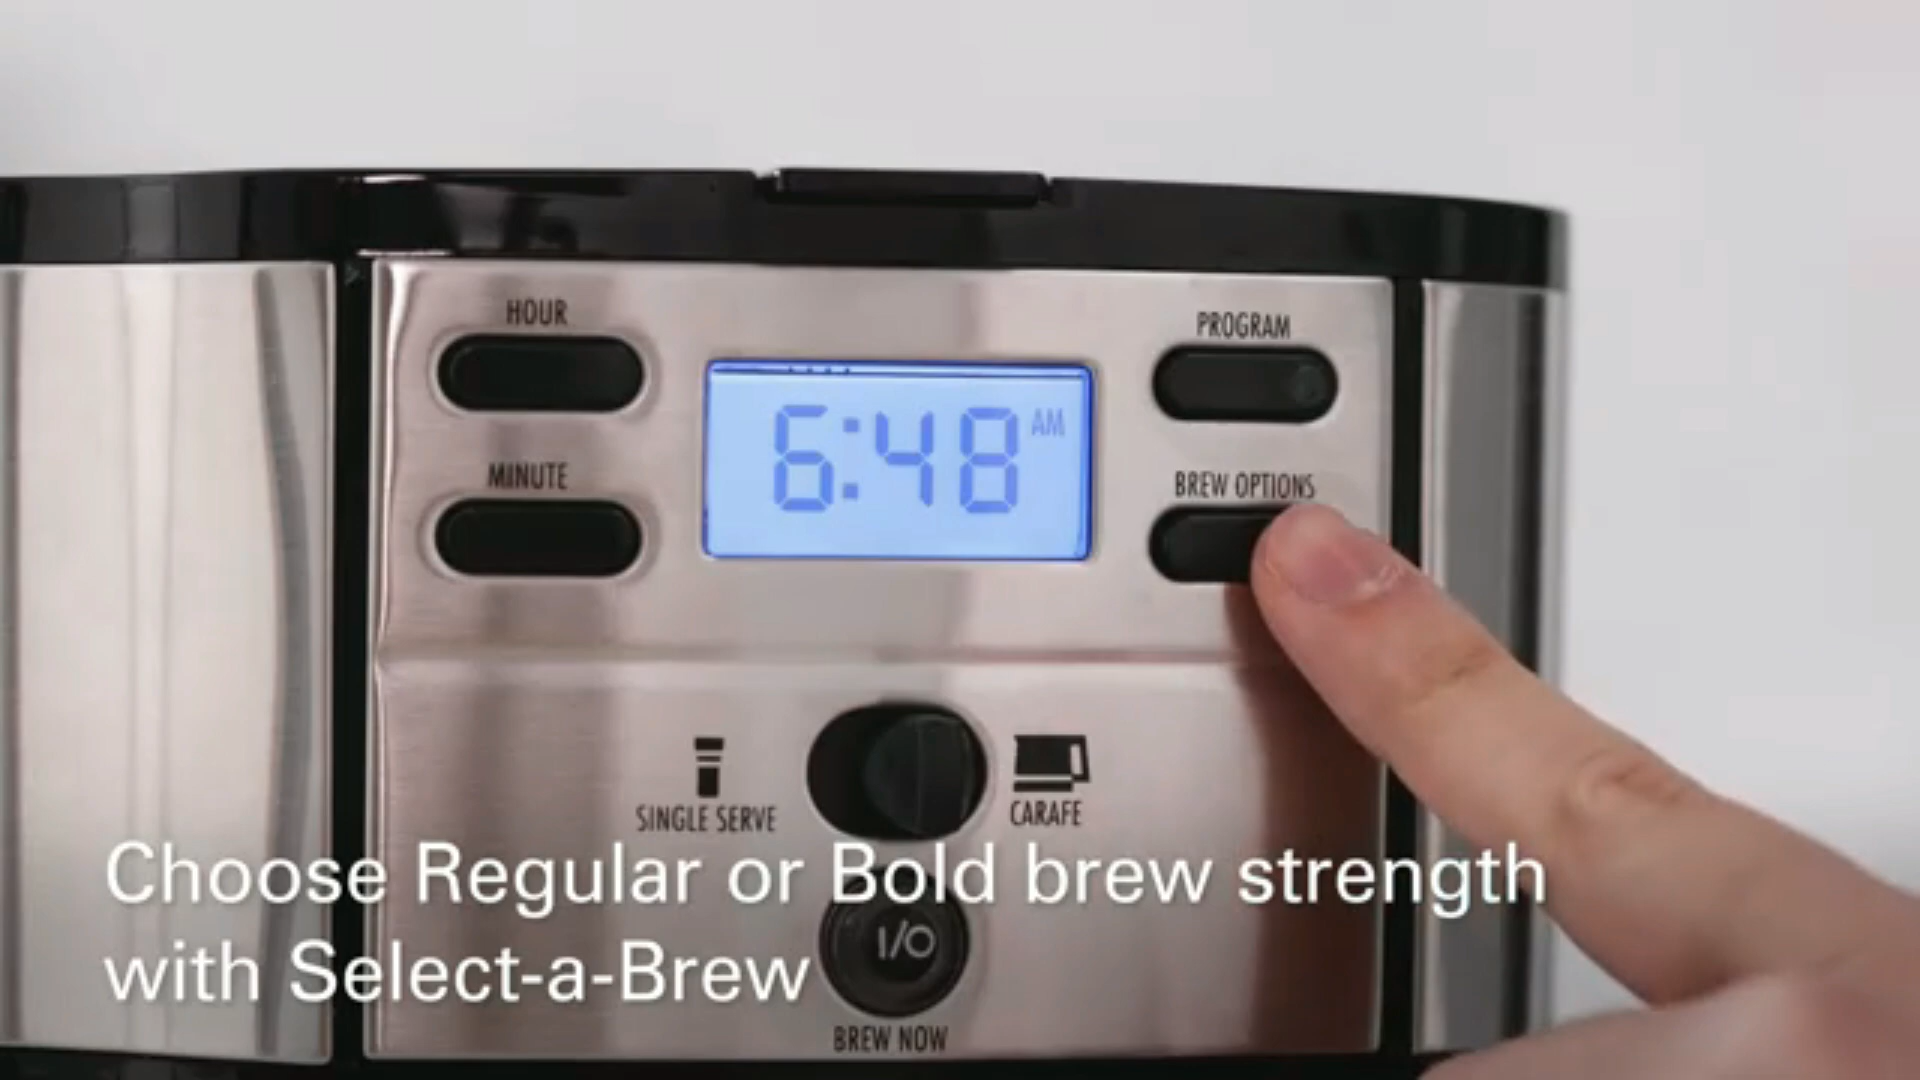 HOUR
PROGRAM
6:48 AM
MINUTE
BREW OPTIONS
SINGLE SERVE
CARAFE
Choose Regular or Bold brew strength
with Select-a-Brew
I/O
BREW NOW